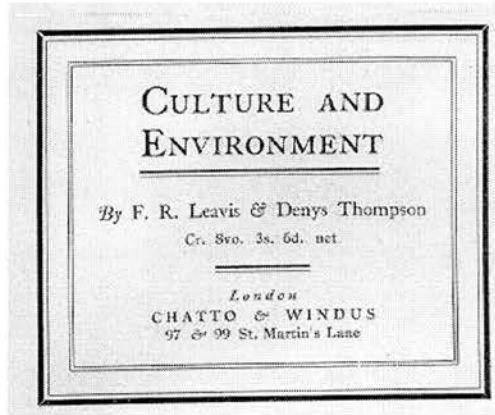 CULTURE AND
ENVIRONMENT
By F. R. Leavis & Denys Thompson
Cr. 8vo. 3s. 6d. net
London
CHATTO & WINDUS
97 & 99 St. Martin's Lane